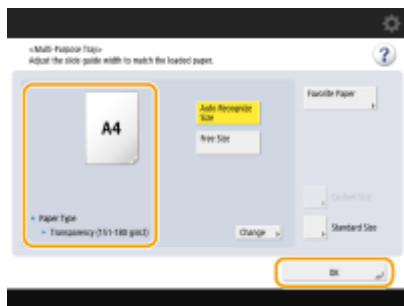 <Multi-Purpose Tray>
Adjust the slide guide width to match the loaded paper.
?
A4
Auto Recognize
Size
Free Size
Favorite Paper
Custom Size
Paper Type
Transparency (151-180 g/m2)
Change
Standard Size
OK